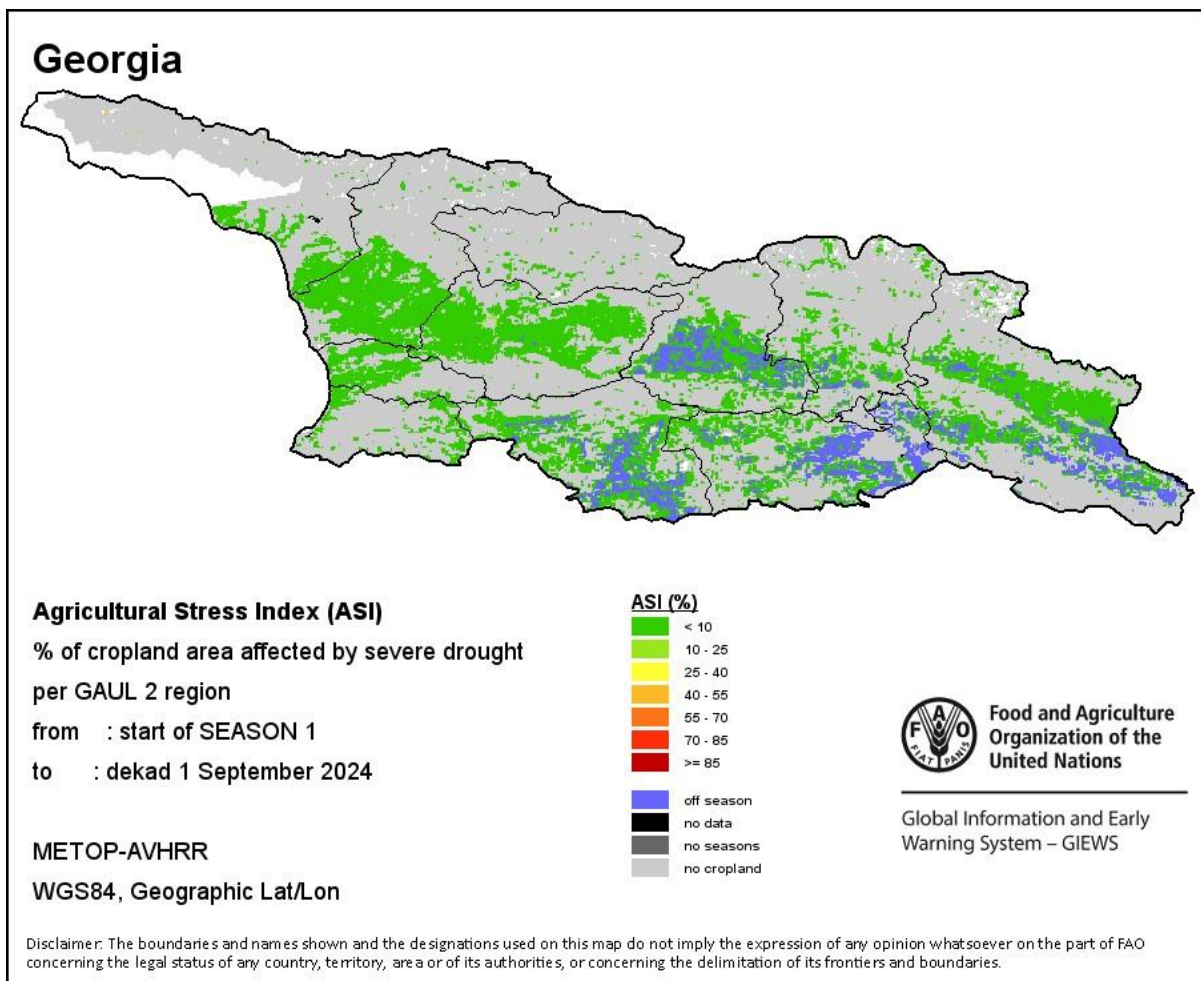 Georgia
Agricultural Stress Index (ASI)
% of cropland area affected by severe drought
per GAUL 2 region
from : start of SEASON 1
to : dekad 1 September 2024
METOP-AVHRR
WGS84, Geographic Lat/Lon
ASI (%)
< 10
10 - 25
25 - 40
40 - 55
55 - 70
70 - 85
>= 85
off season
no data
no seasons
no cropland
F A O
FIAT PANIS
Food and Agriculture
Organization of the
United Nations
Global Information and Early
Warning System – GIEWS
Disclaimer: The boundaries and names shown and the designations used on this map do not imply the expression of any opinion whatsoever on the part of FAO
concerning the legal status of any country, territory, area or of its authorities, or concerning the delimitation of its frontiers and boundaries.